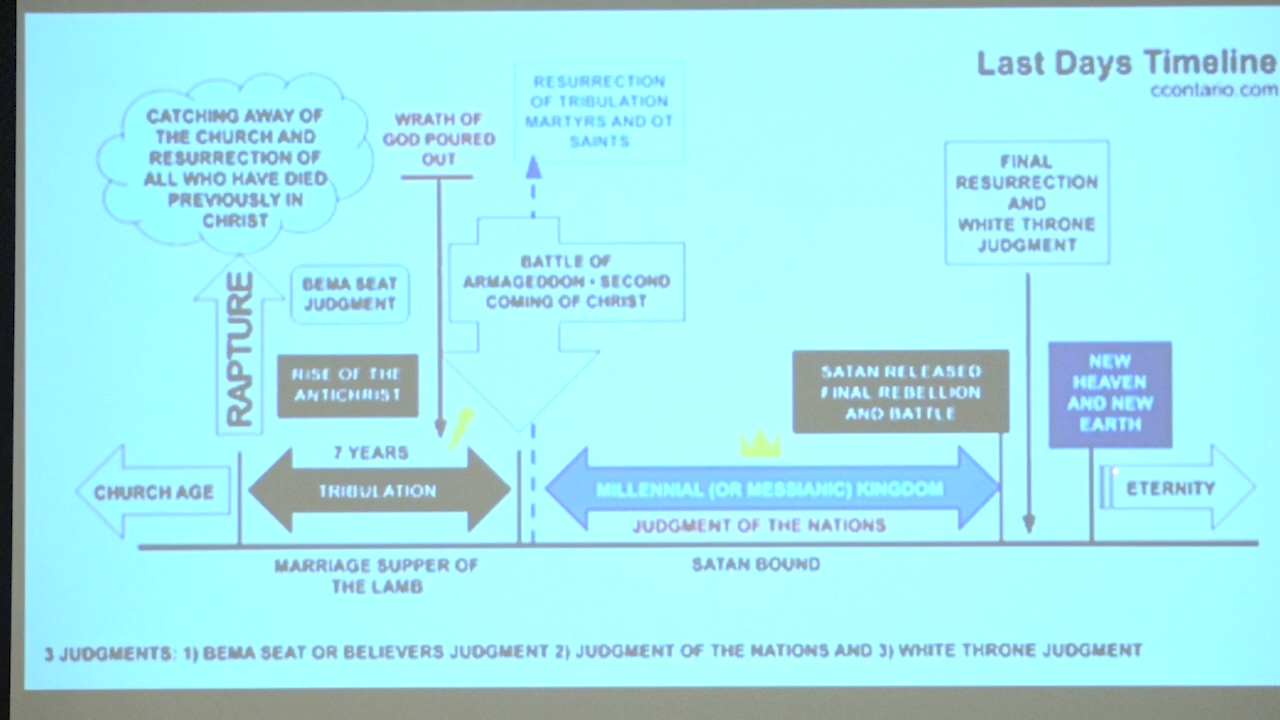 Last Days Timeline
ccontario.com
CATCHING AWAY OF
THE CHURCH AND
RESURRECTION OF
ALL WHO HAVE DIED
PREVIOUSLY IN
CHRIST
WRATH OF
GOD POURED
OUT
RESURRECTION
OF TRIBULATION
MARTYRS AND OT
SAINTS
FINAL
RESURRECTION
AND
WHITE THRONE
JUDGMENT
RAPTURE
BEMA SEAT
JUDGMENT
BATTLE OF
ARMAGEDDON • SECOND
COMING OF CHRIST
RISE OF THE
ANTICHRIST
SATAN RELEASED
FINAL REBELLION
AND BATTLE
NEW
HEAVEN
AND NEW
EARTH
CHURCH AGE
7 YEARS
TRIBULATION
MILLENNIAL (OR MESSIANIC) KINGDOM
JUDGMENT OF THE NATIONS
ETERNITY
MARRIAGE SUPPER OF
THE LAMB
SATAN BOUND
3 JUDGMENTS: 1) BEMA SEAT OR BELIEVERS JUDGMENT 2) JUDGMENT OF THE NATIONS AND 3) WHITE THRONE JUDGMENT